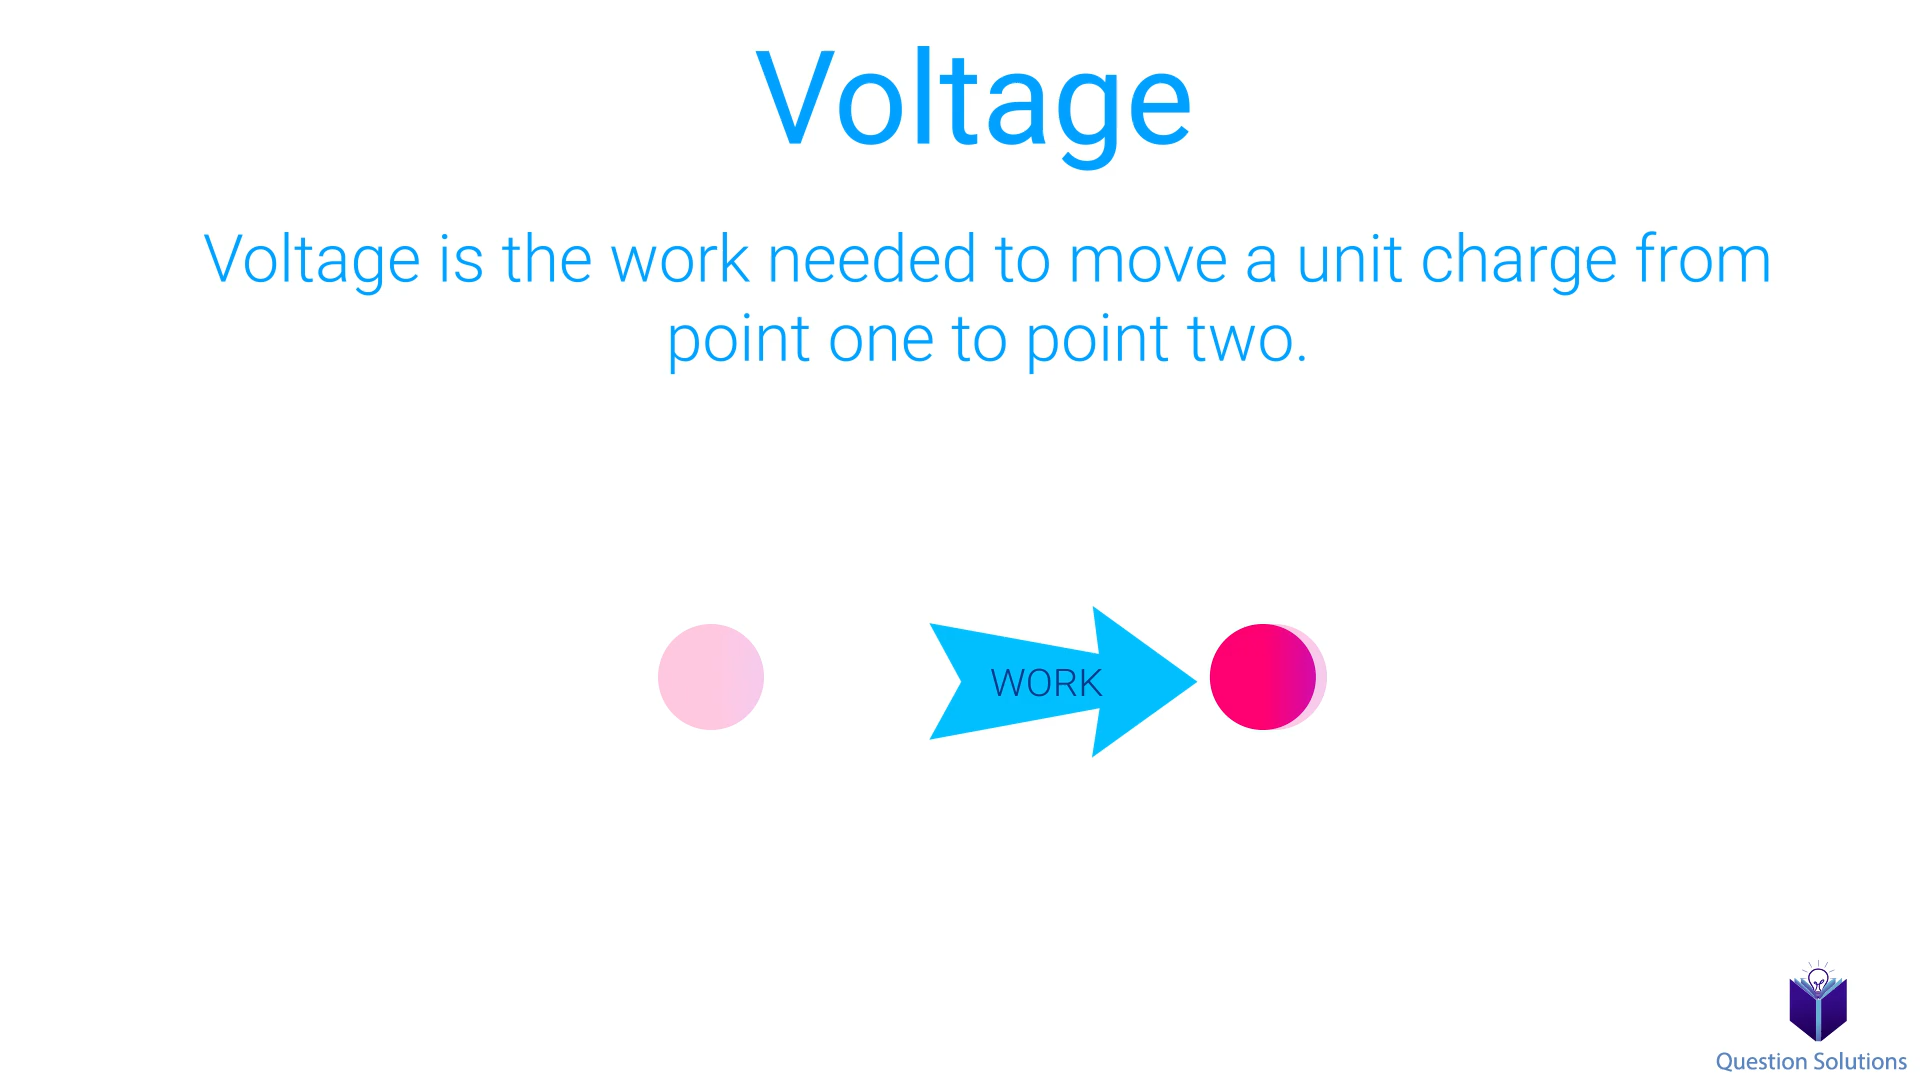 Voltage
Voltage is the work needed to move a unit charge from
point one to point two.
WORK
Question Solutions